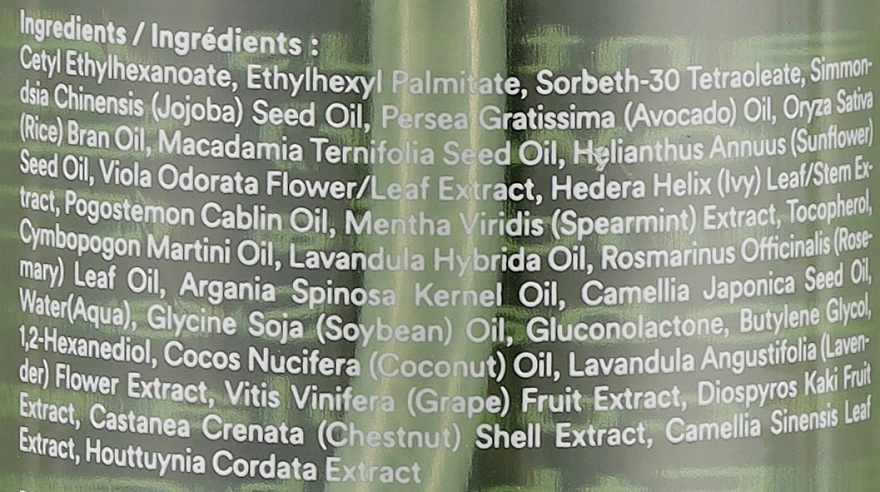 Ingredients / Ingrédients :
Cetyl Ethylhexanoate, Ethylhexyl Palmitate, Sorbeth-30 Tetraoleate, Simmon-
dsia Chinensis (Jojoba) Seed Oil, Persea Gratissima (Avocado) Oil, Oryza Sativa
(Rice) Bran Oil, Macadamia Ternifolia Seed Oil, Helianthus Annuus (Sunflower)
Seed Oil, Viola Odorata Flower/Leaf Extract, Hedera Helix (Ivy) Leaf/Stem Ex-
tract, Pogostemon Cablin Oil, Mentha Viridis (Spearmint) Extract, Tocopherol,
Cymbopogon Martini Oil, Lavandula Hybrida Oil, Rosmarinus Officinalis (Rose-
mary) Leaf Oil, Argania Spinosa Kernel Oil, Camellia Japonica Seed Oil,
Water(Aqua), Glycine Soja (Soybean) Oil, Gluconolactone, Butylene Glycol,
1,2-Hexanediol, Cocos Nucifera (Coconut) Oil, Lavandula Angustifolia (Laven-
der) Flower Extract, Vitis Vinifera (Grape) Fruit Extract, Diospyros Kaki Fruit
Extract, Castanea Crenata (Chestnut) Shell Extract, Camellia Sinensis Leaf
Extract, Houttuynia Cordata Extract